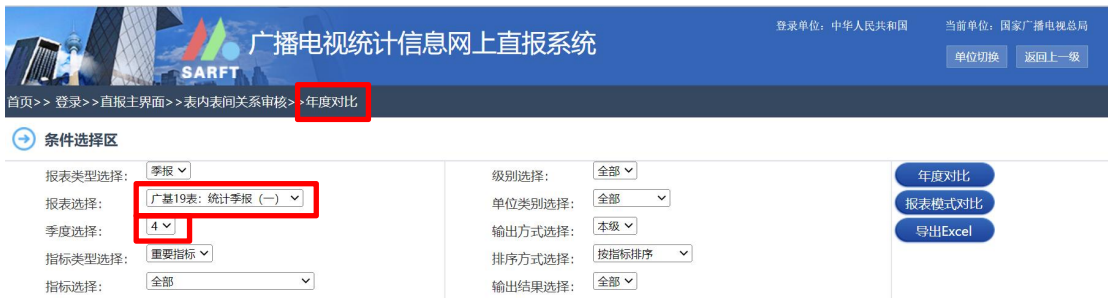 登录单位：中华人民共和国 当前单位：国家广播电视总局
广播电视统计信息网上直报系统
单位切换 返回上一级
SARFT
首页>> 登录>>直报主界面>>表内表间关系审核>>年度对比
条件选择区
报表类型选择： 季报 级别选择： 全部 年度对比
报表选择： 广基19表：统计季报（一） 单位类别选择： 全部 报表模式对比
季度选择： 4 输出方式选择： 本级 导出Excel
指标类型选择： 重要指标 排序方式选择： 按指标排序
指标选择： 全部 输出结果选择： 全部